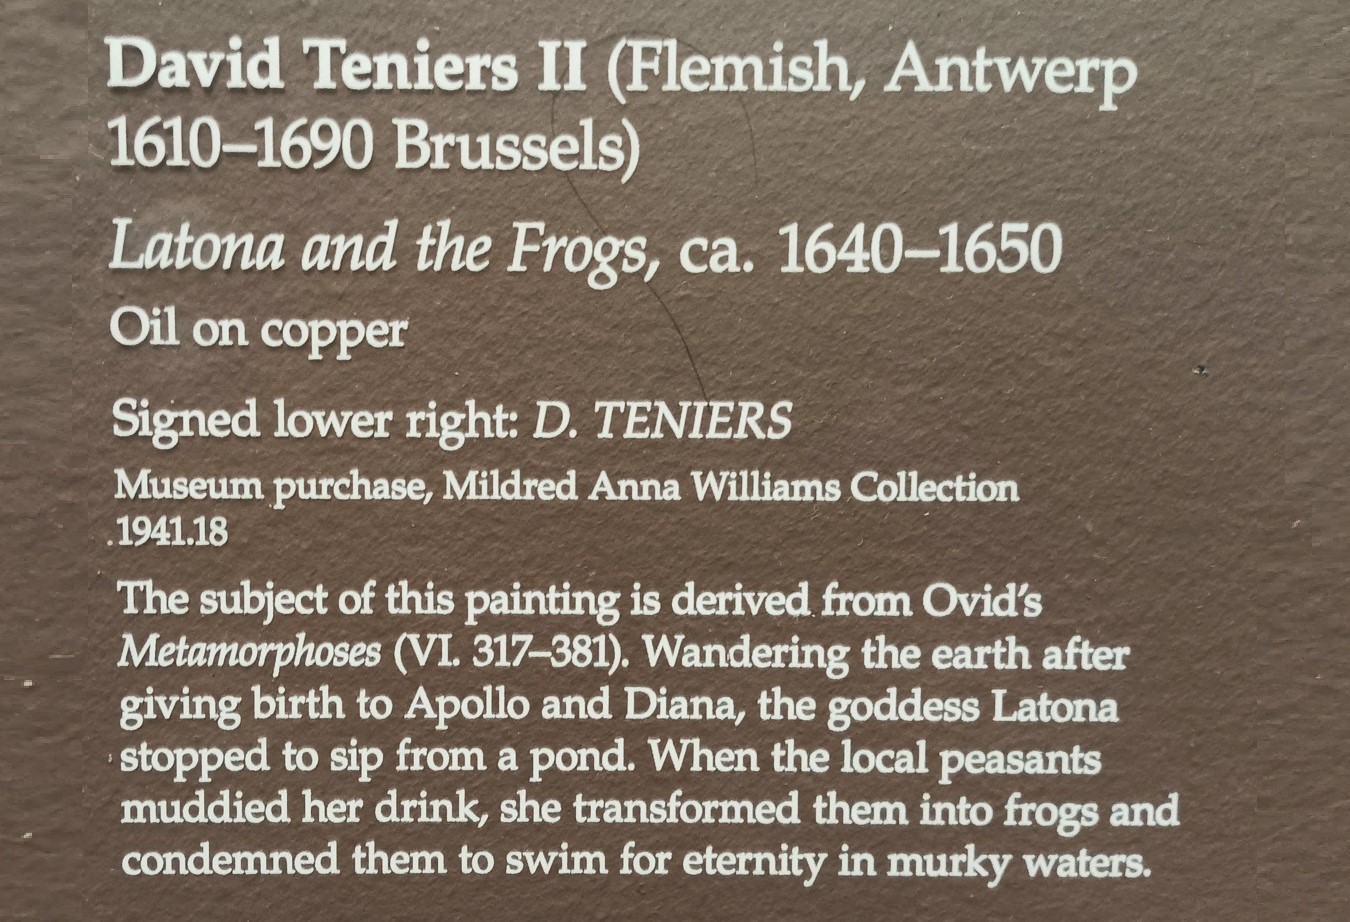 David Teniers II (Flemish, Antwerp
1610–1690 Brussels)
Latona and the Frogs, ca. 1640–1650
Oil on copper
Signed lower right: D. TENIERS
Museum purchase, Mildred Anna Williams Collection
1941.18
The subject of this painting is derived from Ovid's
Metamorphoses (VI. 317–381). Wandering the earth after
giving birth to Apollo and Diana, the goddess Latona
stopped to sip from a pond. When the local peasants
muddied her drink, she transformed them into frogs and
condemned them to swim for eternity in murky waters.